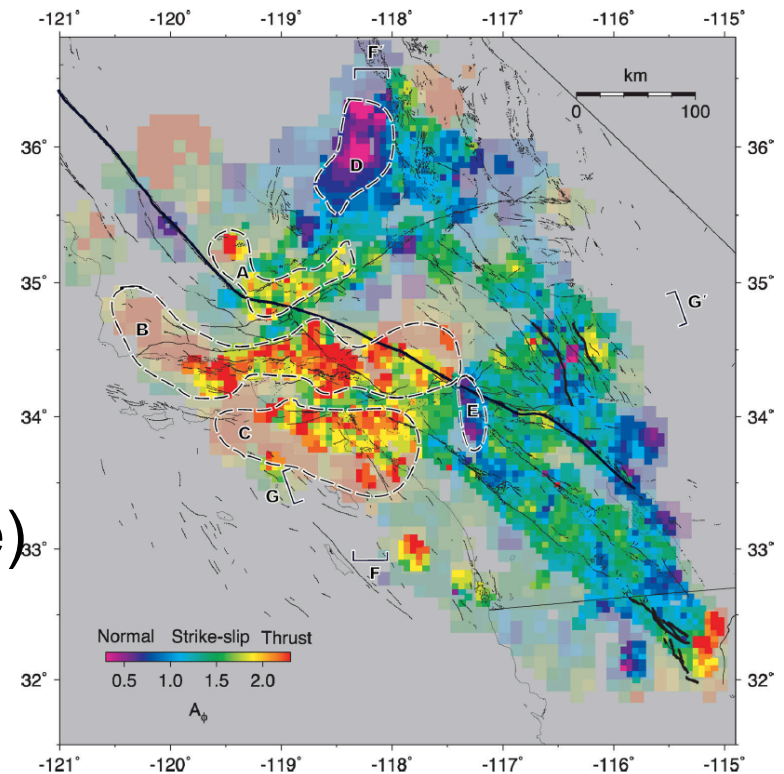 -121° -120° -119° -118° -117° -116° -115°
F'
km
0 100
36° 36°
D
35° 35°
A
G'
B
34° 34°
E
C
G
e)
33° 33°
F
Normal Strike-slip Thrust
0.5 1.0 1.5 2.0
32° 32°
Aϕ
-121° -120° -119° -118° -117° -116° -115°